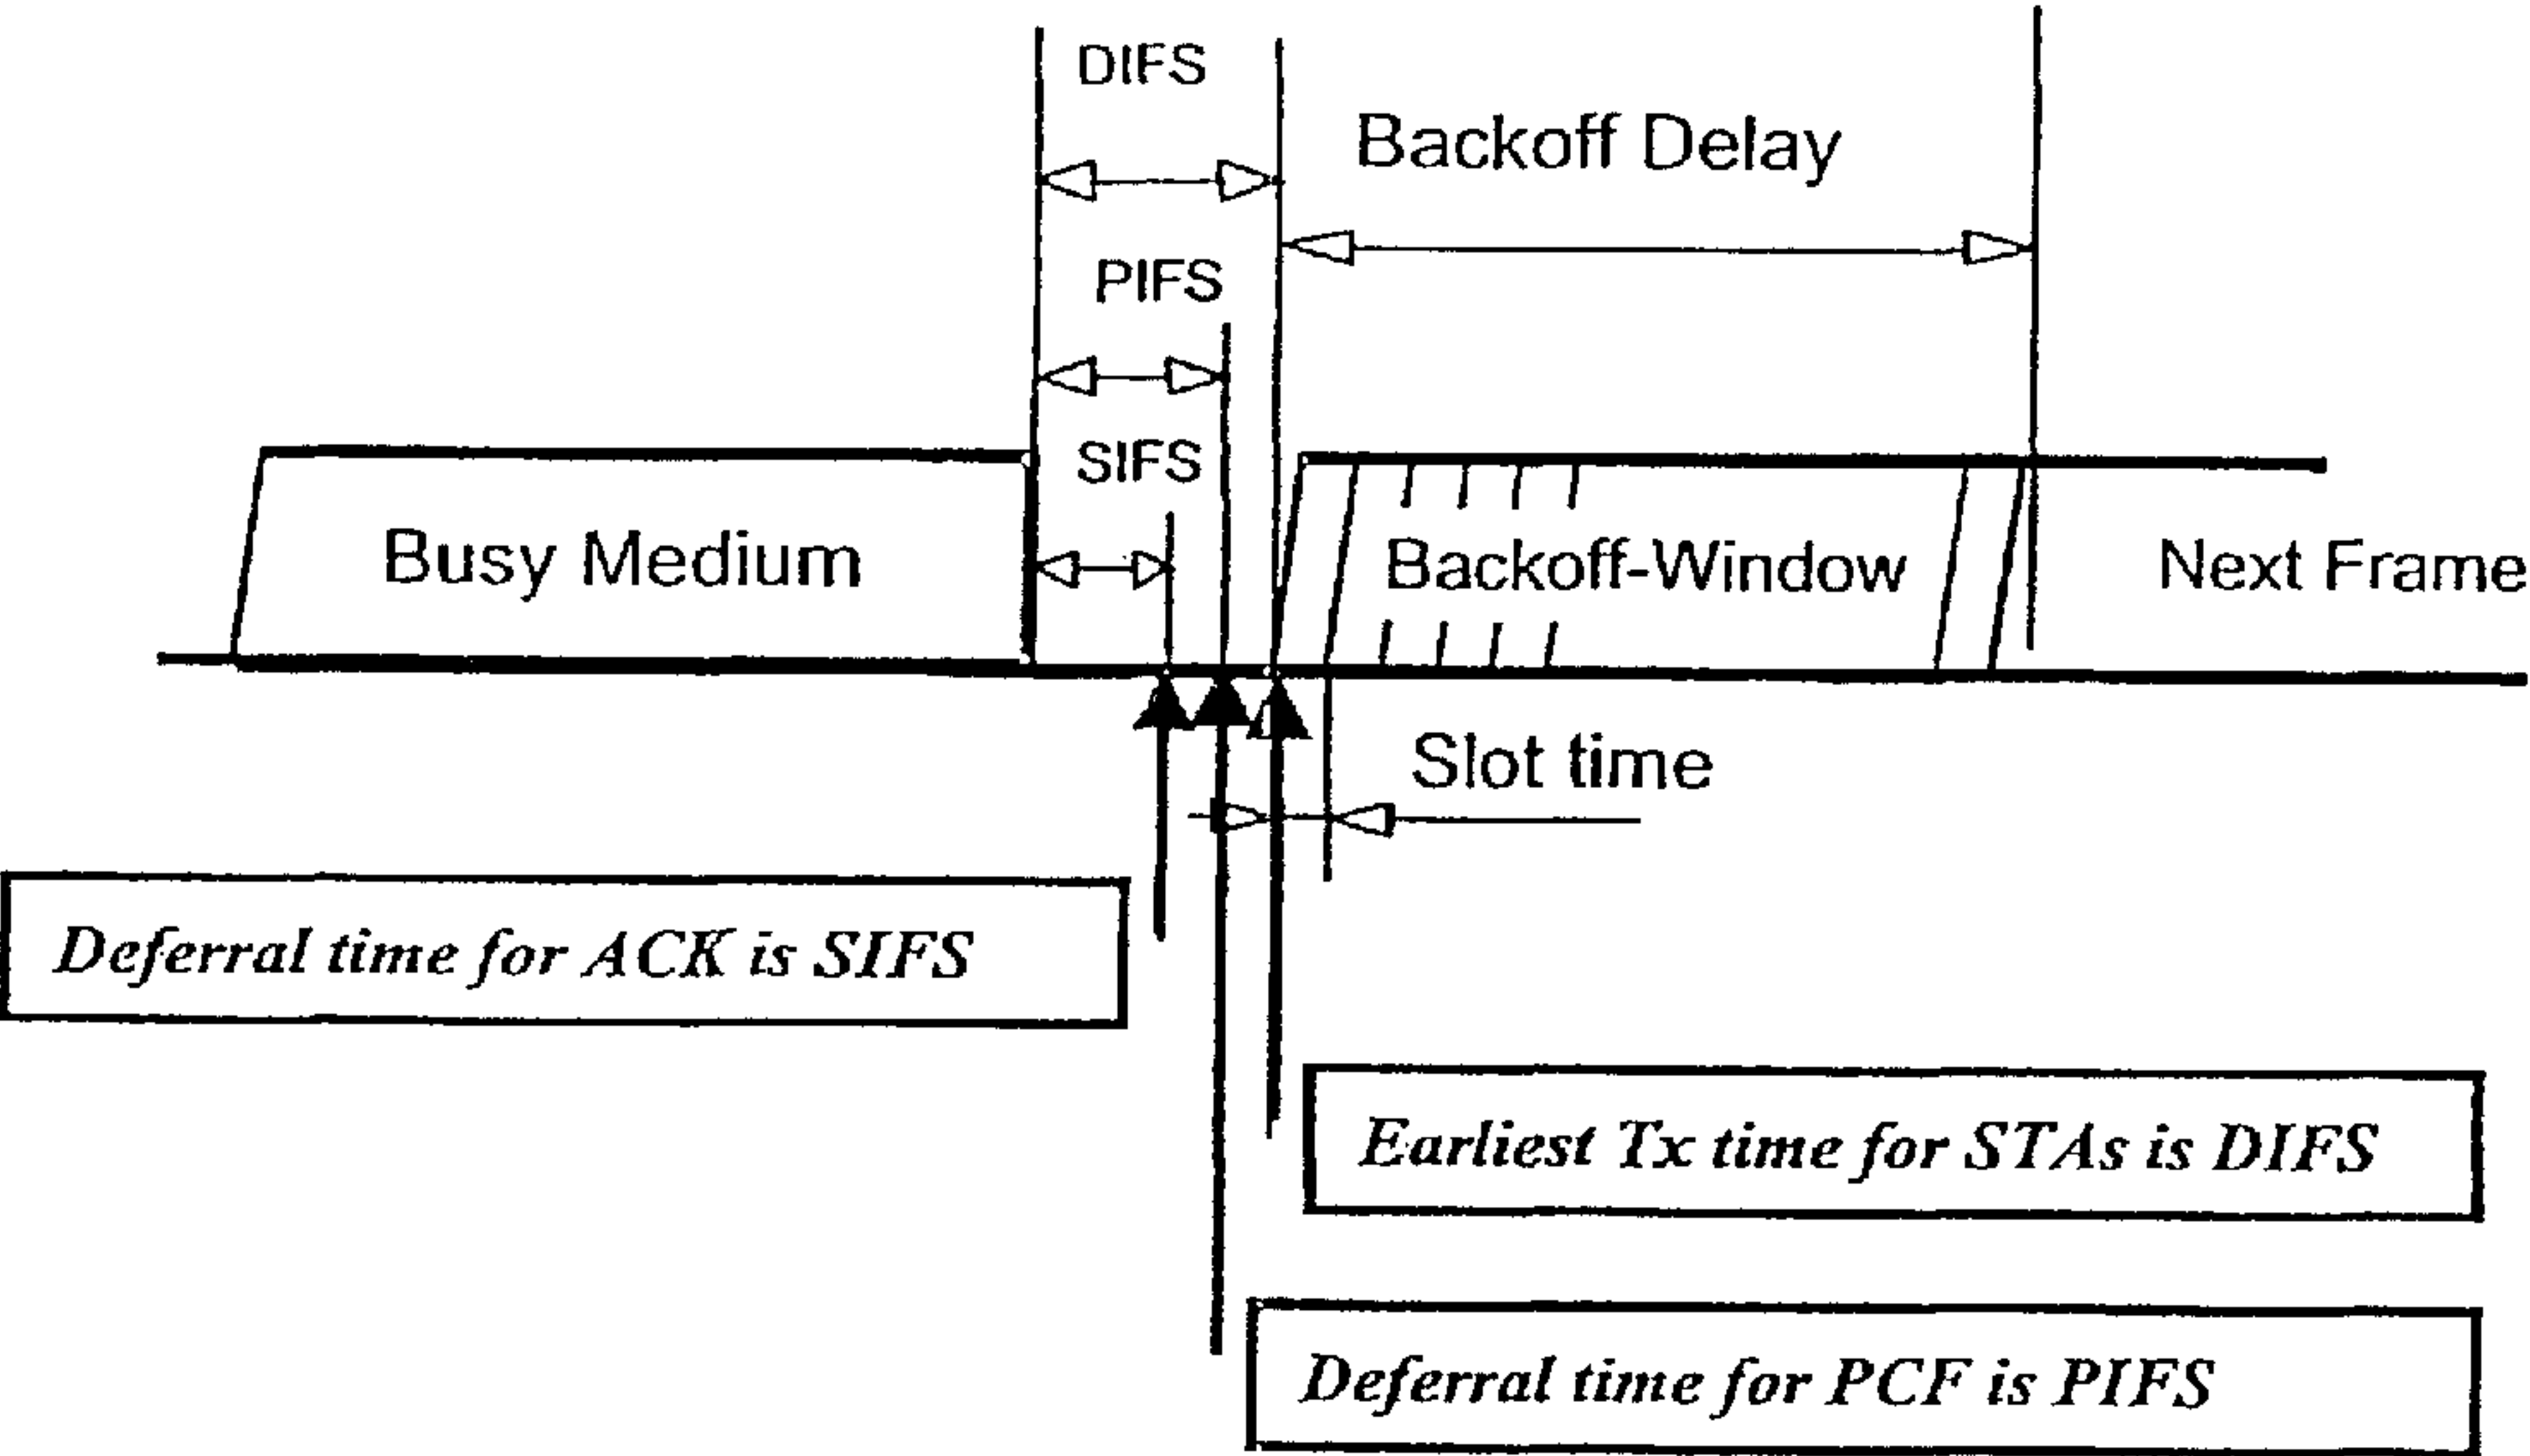 DIFS
Backoff Delay
PIFS
SIFS
Busy Medium
Backoff-Window
Next Frame
Slot time
Deferral time for ACK is SIFS
Earliest Tx time for STAs is DIFS
Deferral time for PCF is PIFS